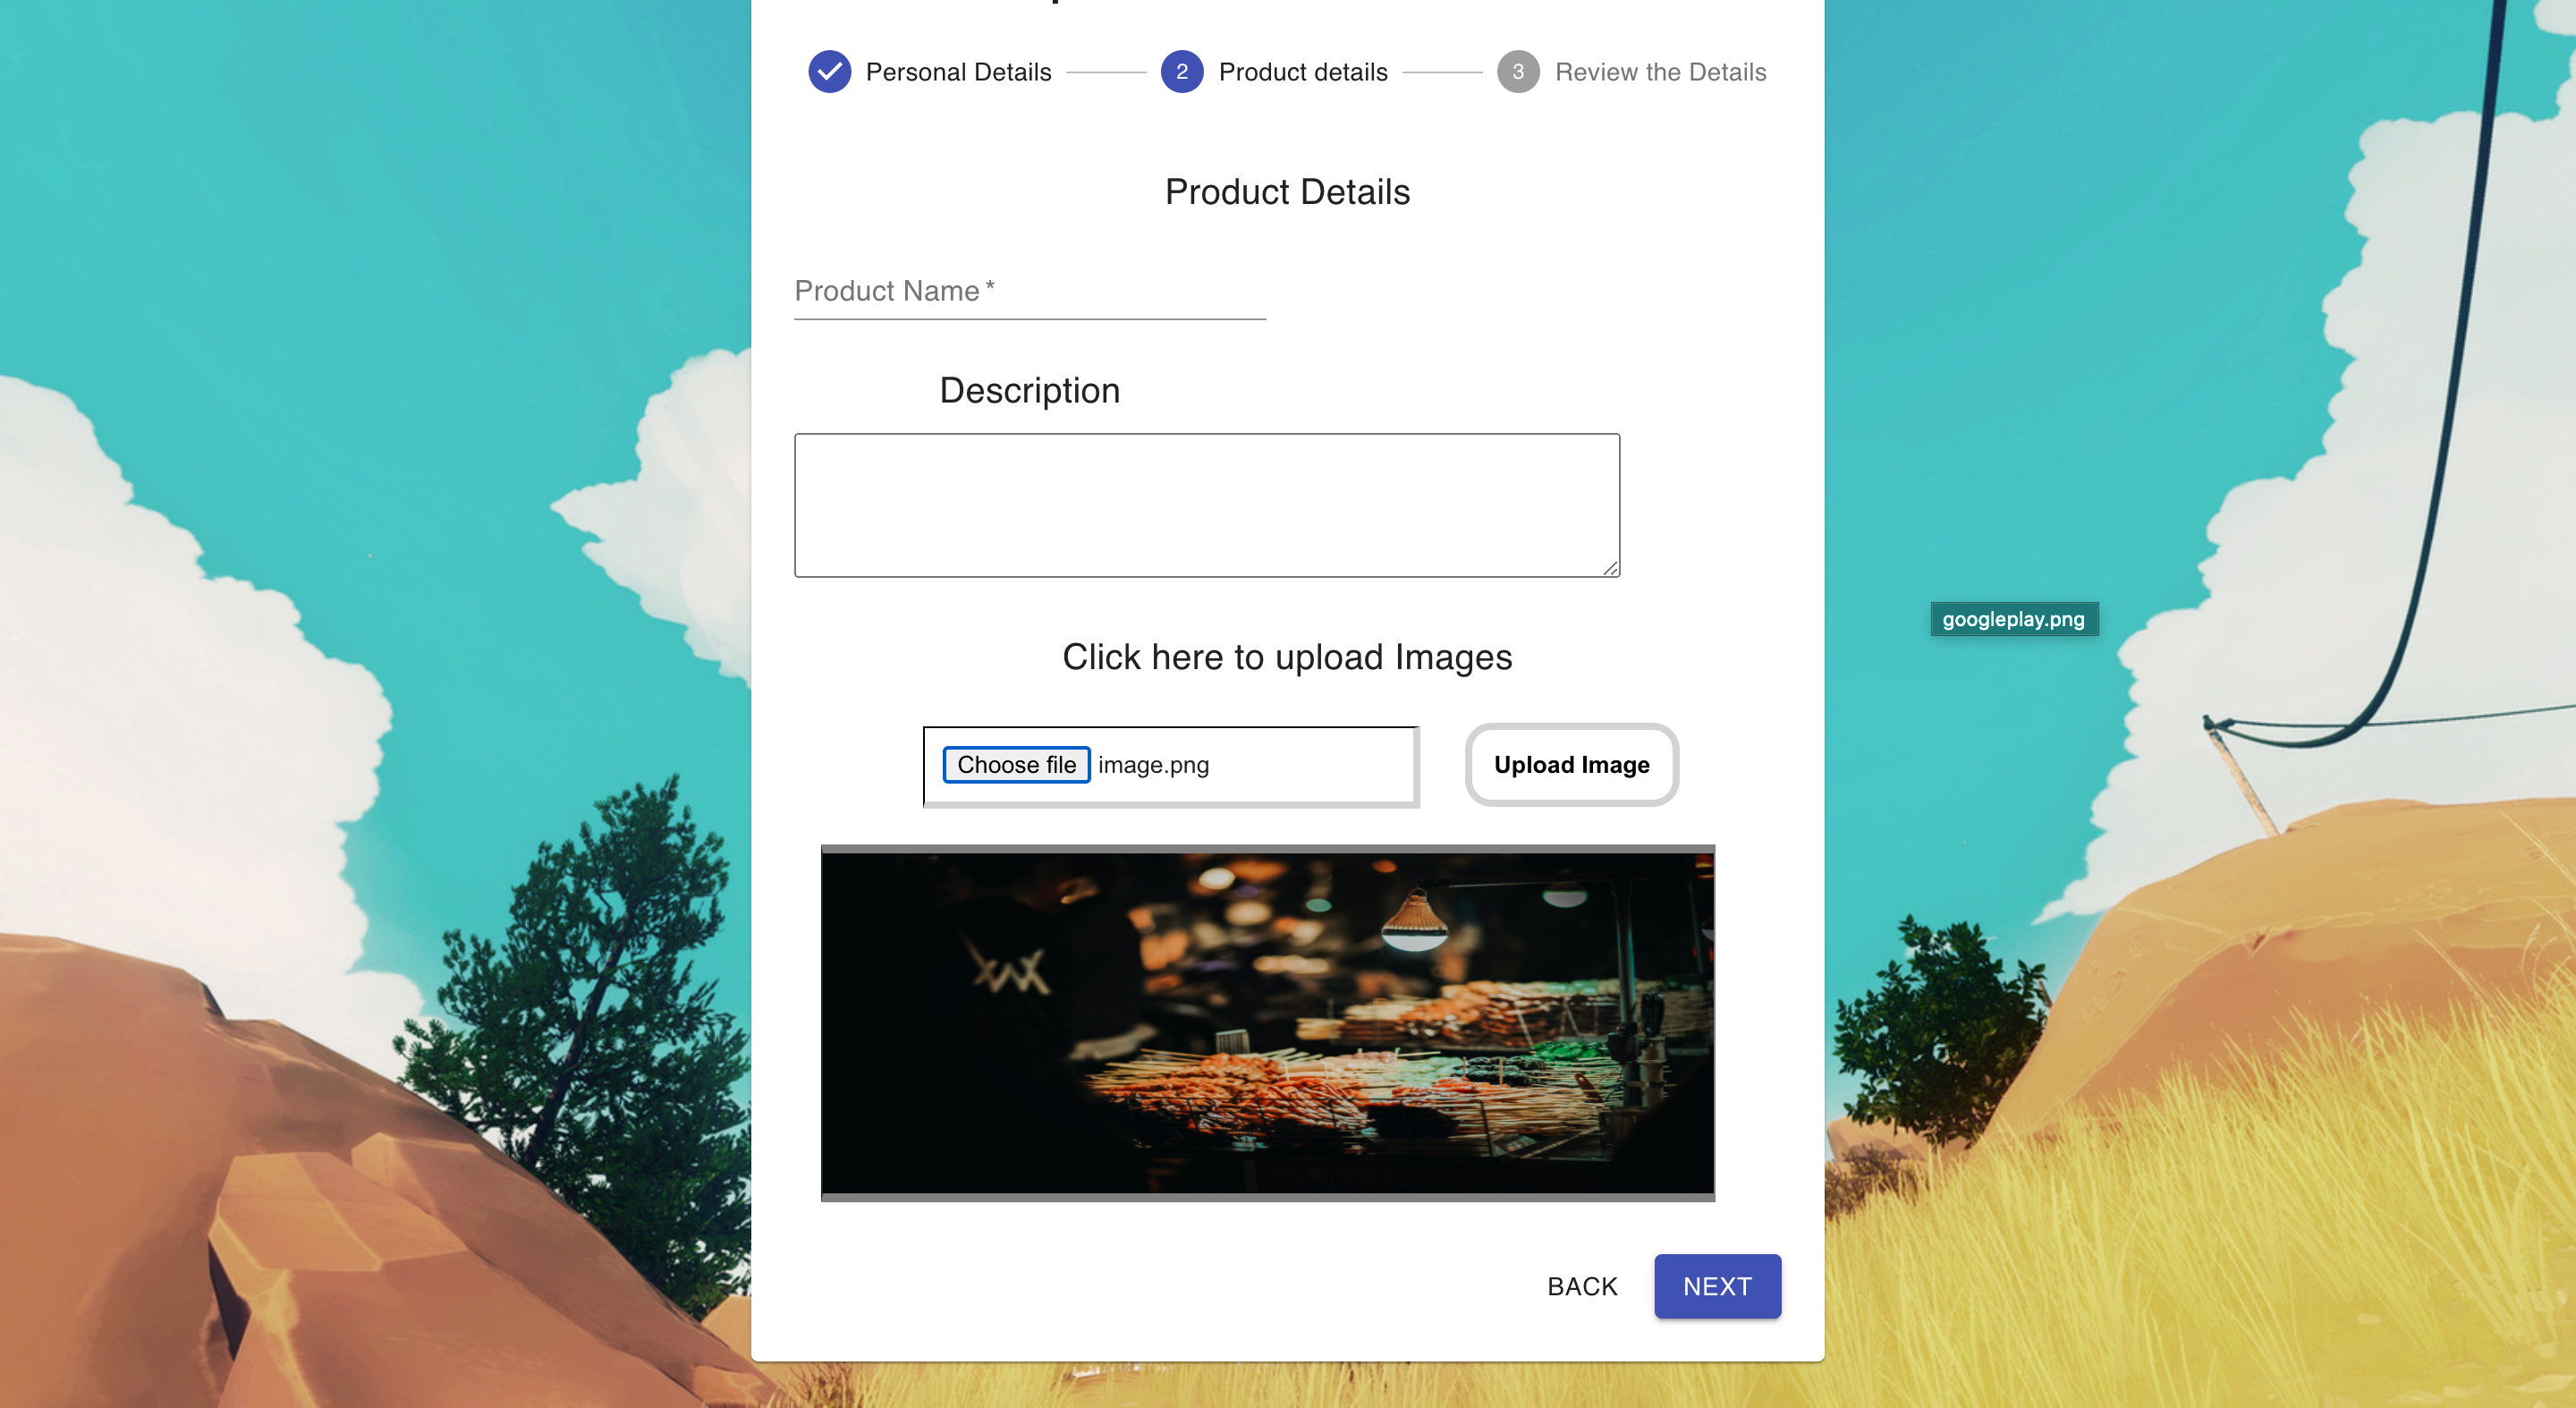 Personal Details
2 Product details
3 Review the Details
Product Details
Product Name *
Description
googleplay.png
Click here to upload Images
Choose file image.png
Upload Image
BACK NEXT